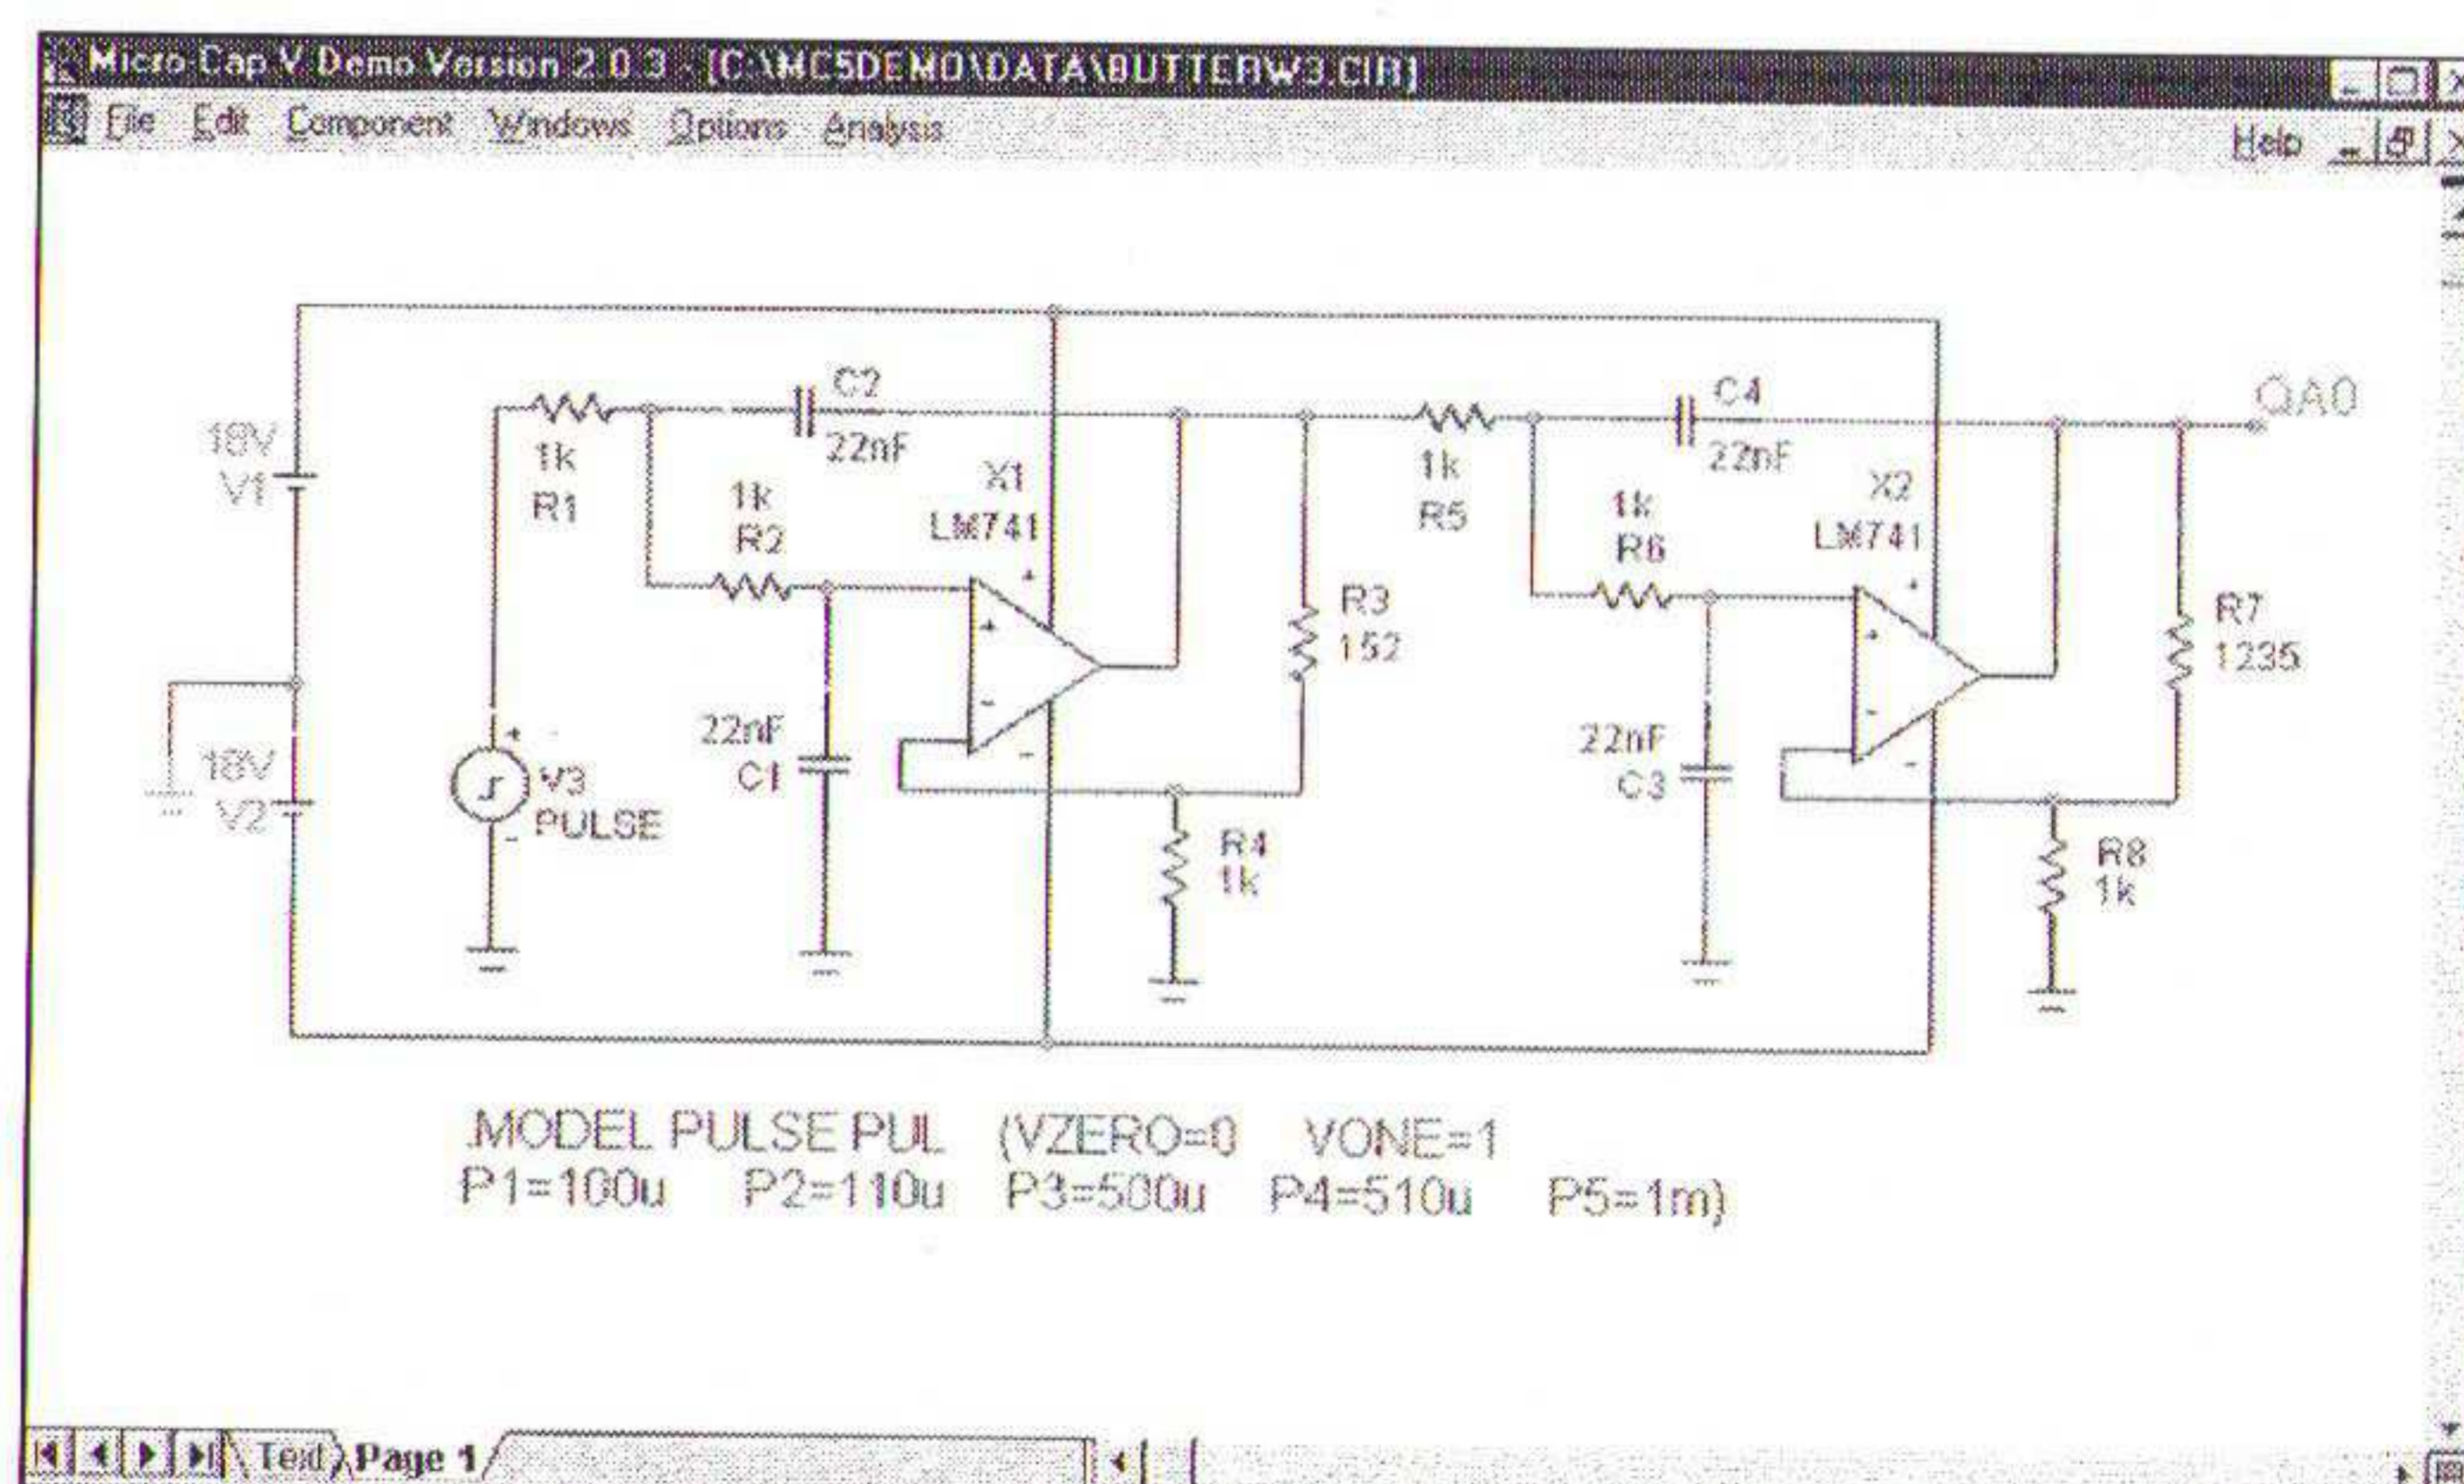 Micro-Cap V Demo Version 2.0.3 - [C:\MC5DEMO\DATA\BUTTERW3.CIR]
File Edit Component Windows Options Analysis Help
18V
V1
18V
V2
1k
R1
C2
22nF
1k
R2
X1
LM741
+
+
-
-
R3
152
22nF
C1
+
V3
PULSE
-
R4
1k
1k
R5
C4
22nF
1k
R6
X2
LM741
+
+
-
-
QA0
R7
1235
22nF
C3
R8
1k
.MODEL PULSE PUL (VZERO=0 VONE=1
P1=100u P2=110u P3=500u P4=510u P5=1m)
Text Page 1